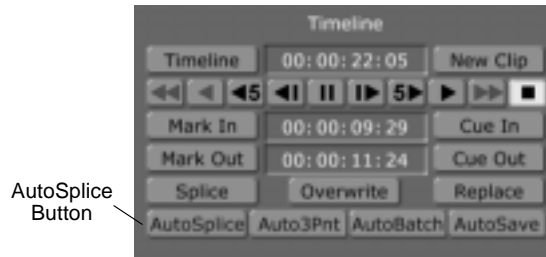 Timeline
Timeline 00:00:22:05 New Clip
5 5
Mark In 00:00:09:29 Cue In
Mark Out 00:00:11:24 Cue Out
Splice Overwrite Replace
AutoSplice Auto3Pnt AutoBatch AutoSave
AutoSplice
Button